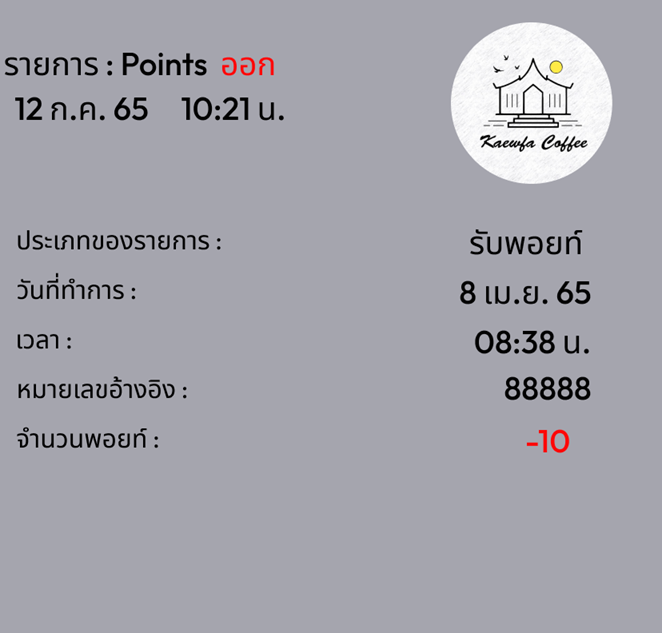 รายการ : Points ออก
12 ก.ค. 65 10:21 น.
Kaewfa Coffee
ประเภทของรายการ : รับพอยท์
วันที่ทำการ : 8 เม.ย. 65
เวลา : 08:38 น.
หมายเลขอ้างอิง : 88888
จำนวนพอยท์ : -10